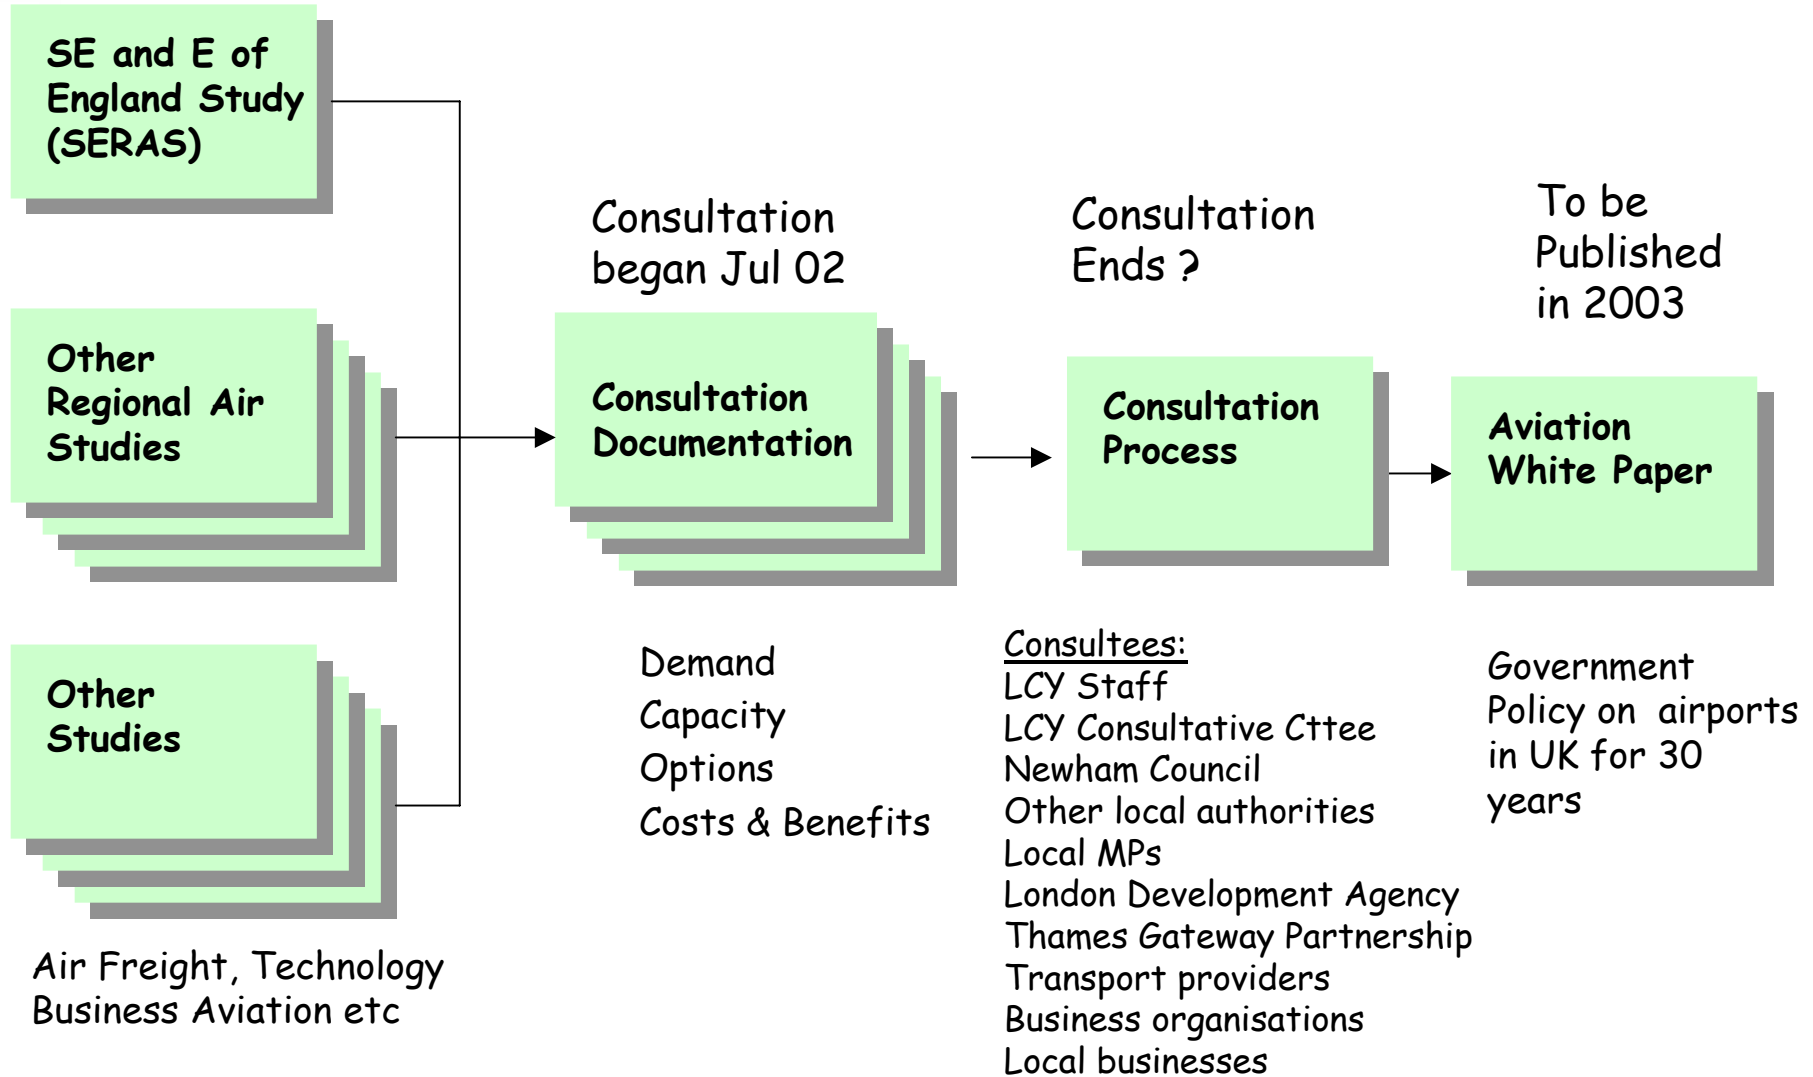 SE and E of
England Study
(SERAS)
Other
Regional Air
Studies
Other
Studies
Air Freight, Technology
Business Aviation etc
Consultation
began Jul 02
Consultation
Documentation
Demand
Capacity
Options
Costs & Benefits
Consultation
Ends ?
Consultation
Process
Consultees:
LCY Staff
LCY Consultative Cttee
Newham Council
Other local authorities
Local MPs
London Development Agency
Thames Gateway Partnership
Transport providers
Business organisations
Local businesses
To be
Published
in 2003
Aviation
White Paper
Government
Policy on airports
in UK for 30
years